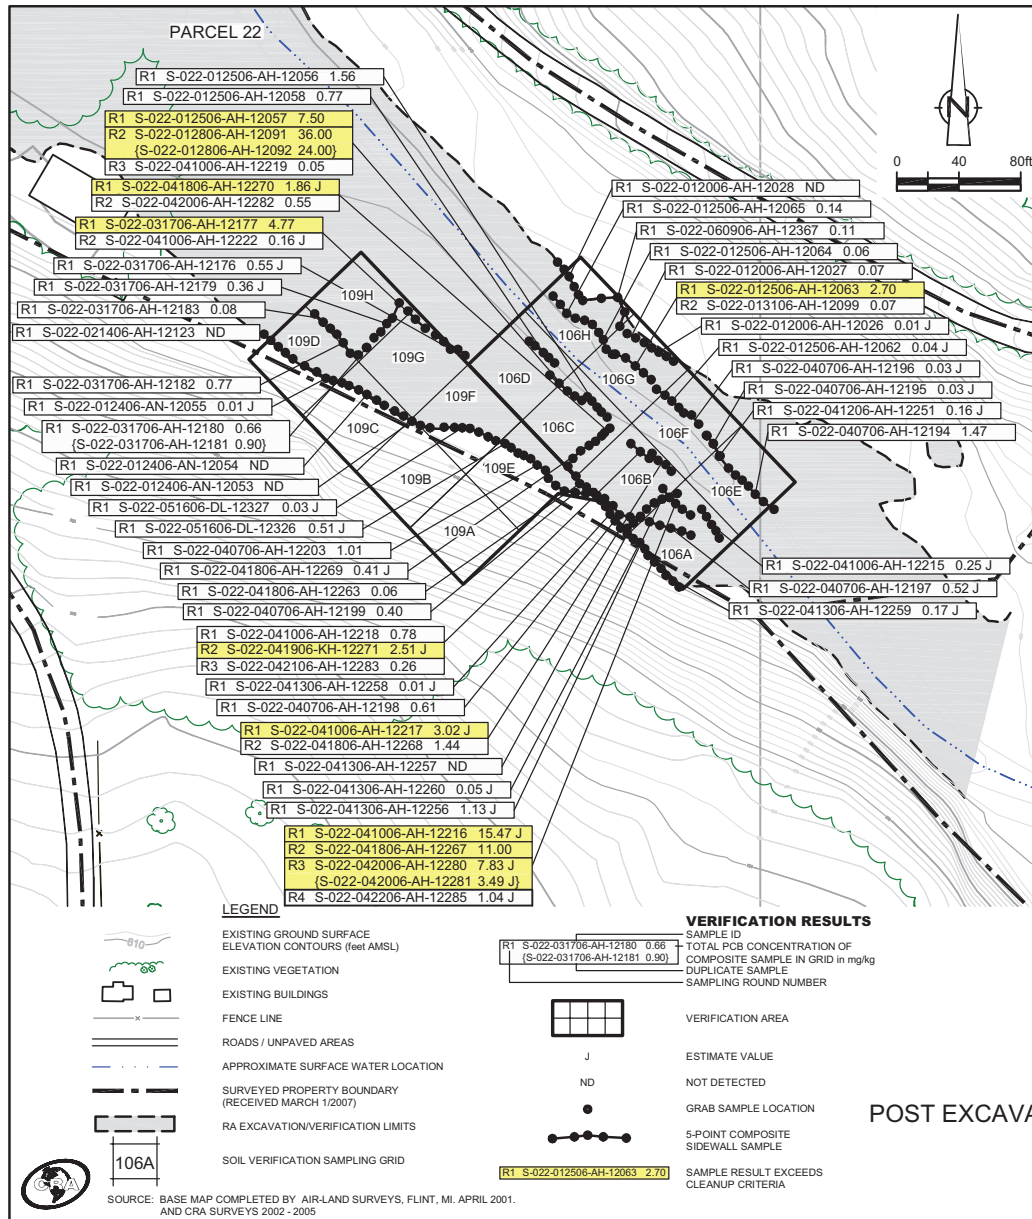 PARCEL 22
R1 S-022-012506-AH-12056 1.56
R1 S-022-012506-AH-12058 0.77
R1 S-022-012506-AH-12057 7.50
R2 S-022-012806-AH-12091 36.00
{S-022-012806-AH-12092 24.00}
R3 S-022-041006-AH-12219 0.05
R1 S-022-041806-AH-12270 1.86 J
R2 S-022-042006-AH-12282 0.55
R1 S-022-031706-AH-12177 4.77
R2 S-022-041006-AH-12222 0.16 J
R1 S-022-031706-AH-12176 0.55 J
R1 S-022-031706-AH-12179 0.36 J
R1 S-022-031706-AH-12183 0.08
R1 S-022-021406-AH-12123 ND
R1 S-022-031706-AH-12182 0.77
R1 S-022-012406-AN-12055 0.01 J
R1 S-022-031706-AH-12180 0.66
{S-022-031706-AH-12181 0.90}
R1 S-022-012406-AN-12054 ND
R1 S-022-012406-AN-12053 ND
R1 S-022-051606-DL-12327 0.03 J
R1 S-022-051606-DL-12326 0.51 J
R1 S-022-040706-AH-12203 1.01
R1 S-022-041806-AH-12269 0.41 J
R1 S-022-041806-AH-12263 0.06
R1 S-022-040706-AH-12199 0.40
R1 S-022-041006-AH-12218 0.78
R2 S-022-041906-KH-12271 2.51 J
R3 S-022-042106-AH-12283 0.26
R1 S-022-041306-AH-12258 0.01 J
R1 S-022-040706-AH-12198 0.61
R1 S-022-041006-AH-12217 3.02 J
R2 S-022-041806-AH-12268 1.44
R1 S-022-041306-AH-12257 ND
R1 S-022-041306-AH-12260 0.05 J
R1 S-022-041306-AH-12256 1.13 J
R1 S-022-041006-AH-12216 15.47 J
R2 S-022-041806-AH-12267 11.00
R3 S-022-042006-AH-12280 7.83 J
{S-022-042006-AH-12281 3.49 J}
R4 S-022-042206-AH-12285 1.04 J
N
0 40 80ft
R1 S-022-012006-AH-12028 ND
R1 S-022-012506-AH-12065 0.14
R1 S-022-060906-AH-12367 0.11
R1 S-022-012506-AH-12064 0.06
R1 S-022-012006-AH-12027 0.07
R1 S-022-012506-AH-12063 2.70
R2 S-022-013106-AH-12099 0.07
R1 S-022-012006-AH-12026 0.01 J
R1 S-022-012506-AH-12062 0.04 J
R1 S-022-040706-AH-12196 0.03 J
R1 S-022-040706-AH-12195 0.03 J
R1 S-022-041206-AH-12251 0.16 J
R1 S-022-040706-AH-12194 1.47
R1 S-022-041006-AH-12215 0.25 J
R1 S-022-040706-AH-12197 0.52 J
R1 S-022-041306-AH-12259 0.17 J
109H
109D
109G
109F
109C
109B
109E
109A
106H
106D
106G
106C
106F
106B
106E
106A
LEGEND
810
EXISTING GROUND SURFACE
ELEVATION CONTOURS (feet AMSL)
EXISTING VEGETATION
EXISTING BUILDINGS
x
FENCE LINE
ROADS / UNPAVED AREAS
APPROXIMATE SURFACE WATER LOCATION
SURVEYED PROPERTY BOUNDARY
(RECEIVED MARCH 1/2007)
RA EXCAVATION/VERIFICATION LIMITS
106A
SOIL VERIFICATION SAMPLING GRID
VERIFICATION RESULTS
SAMPLE ID
R1 S-022-031706-AH-12180 0.66
{S-022-031706-AH-12181 0.90}
TOTAL PCB CONCENTRATION OF
COMPOSITE SAMPLE IN GRID in mg/kg
DUPLICATE SAMPLE
SAMPLING ROUND NUMBER
VERIFICATION AREA
J
ESTIMATE VALUE
ND
NOT DETECTED
GRAB SAMPLE LOCATION
5-POINT COMPOSITE
SIDEWALL SAMPLE
R1 S-022-012506-AH-12063 2.70
SAMPLE RESULT EXCEEDS
CLEANUP CRITERIA
POST EXCAVA
CRA
SOURCE: BASE MAP COMPLETED BY AIR-LAND SURVEYS, FLINT, MI. APRIL 2001.
AND CRA SURVEYS 2002 - 2005